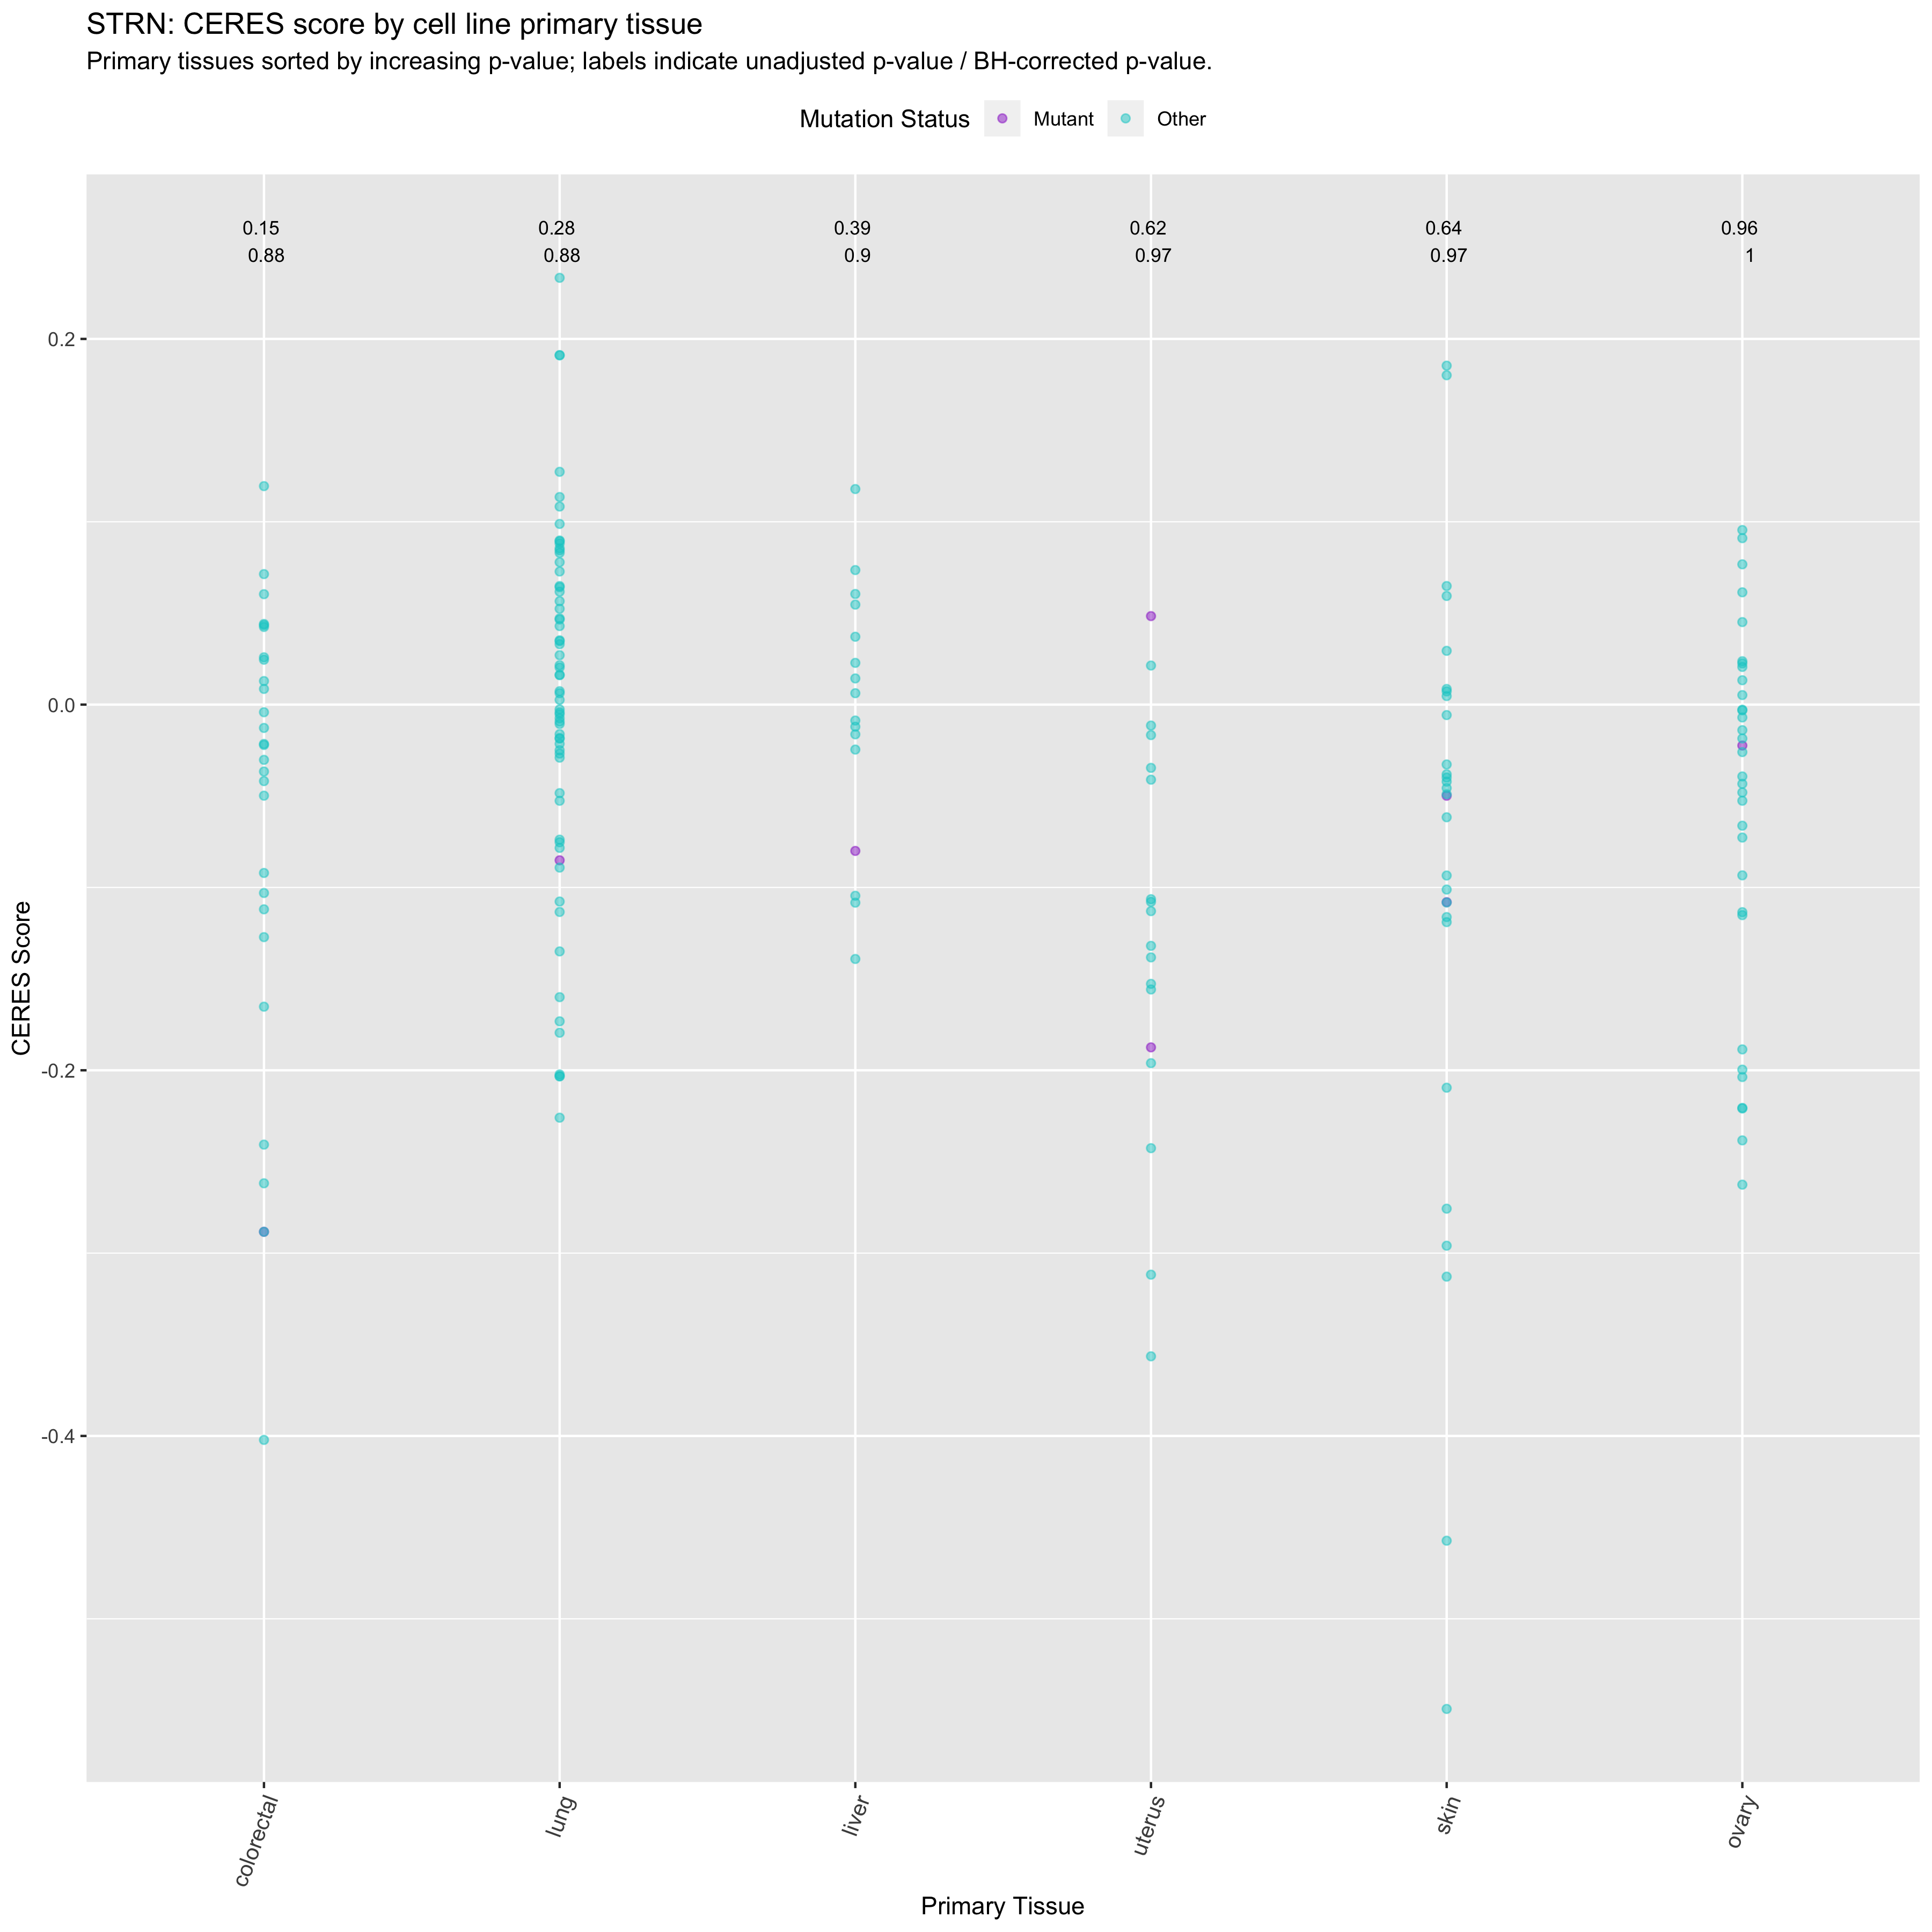 STRN: CERES score by cell line primary tissue
Primary tissues sorted by increasing p-value; labels indicate unadjusted p-value / BH-corrected p-value.
Mutation Status Mutant Other
0.15 0.28 0.39 0.62 0.64 0.96
0.88 0.88 0.9 0.97 0.97 1
0.2
0.0
-0.2
-0.4
CERES Score
colorectal lung liver uterus skin ovary
Primary Tissue